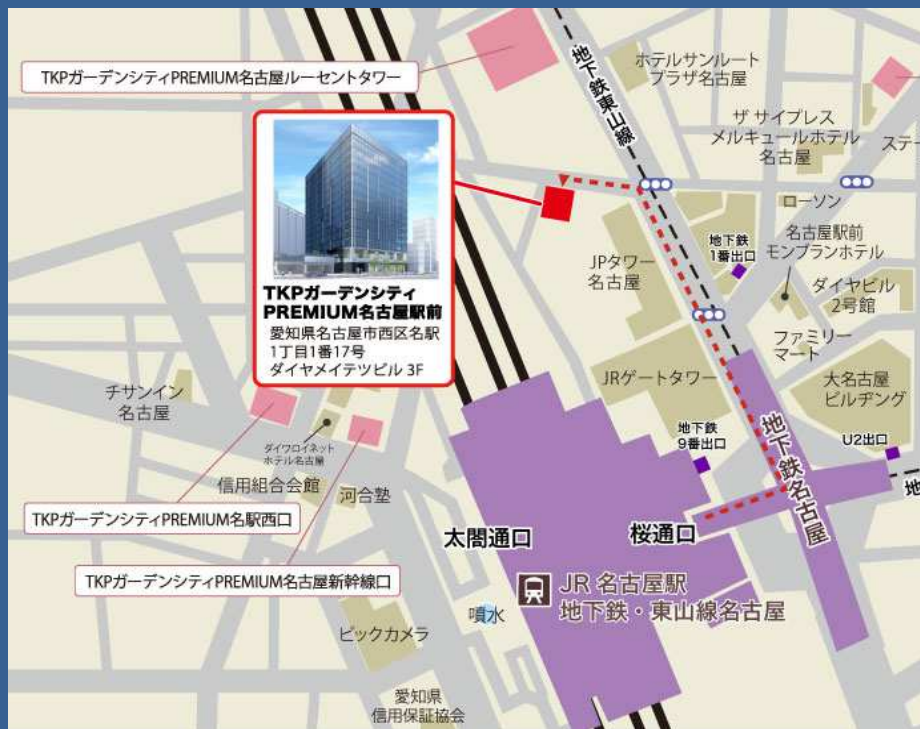 TKPガーデンシティPREMIUM名古屋ルーセントタワー
地下鉄東山線
ホテルサンルート
プラザ名古屋
ザ サイプレス
メルキュールホテル
名古屋
ステー
TKPガーデンシティ
PREMIUM名古屋駅前
愛知県名古屋市西区名駅
1丁目1番17号
ダイヤメイテツビル 3F
ローソン
地下鉄
1番出口
名古屋駅前
モンブランホテル
JPタワー
名古屋
ダイヤビル
2号館
ファミリー
マート
JRゲートタワー
大名古屋
ビルヂング
チサンイン
名古屋
地下鉄
9番出口
地下鉄名古屋
U2出口
ダイワロイネット
ホテル名古屋
信用組合会館
河合塾
地
TKPガーデンシティPREMIUM名駅西口
太閤通口
桜通口
TKPガーデンシティPREMIUM名古屋新幹線口
JR 名古屋駅
地下鉄・東山線名古屋
噴水
ビックカメラ
愛知県
信用保証協会